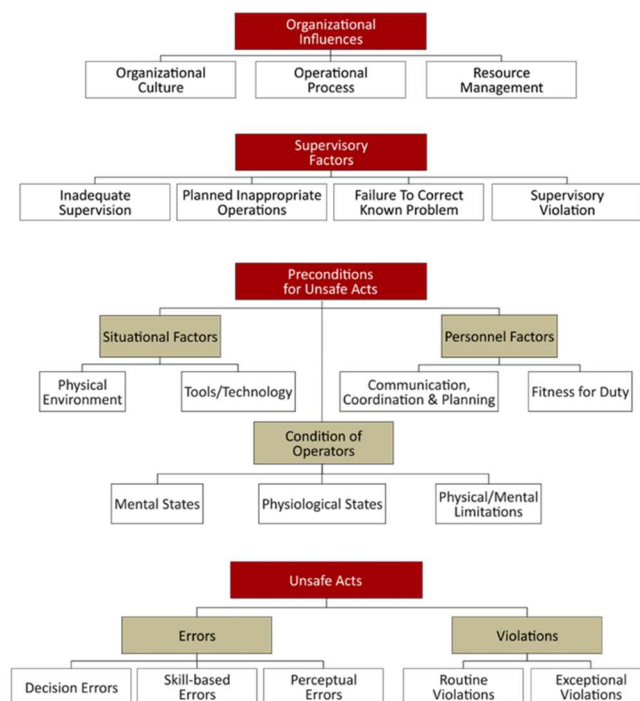 Organizational
Influences
Organizational
Culture
Operational
Process
Resource
Management
Supervisory
Factors
Inadequate
Supervision
Planned Inappropriate
Operations
Failure To Correct
Known Problem
Supervisory
Violation
Preconditions
for Unsafe Acts
Situational Factors
Personnel Factors
Physical
Environment
Tools/Technology
Communication,
Coordination & Planning
Fitness for Duty
Condition of
Operators
Mental States
Physiological States
Physical/Mental
Limitations
Unsafe Acts
Errors
Violations
Decision Errors
Skill-based
Errors
Perceptual
Errors
Routine
Violations
Exceptional
Violations